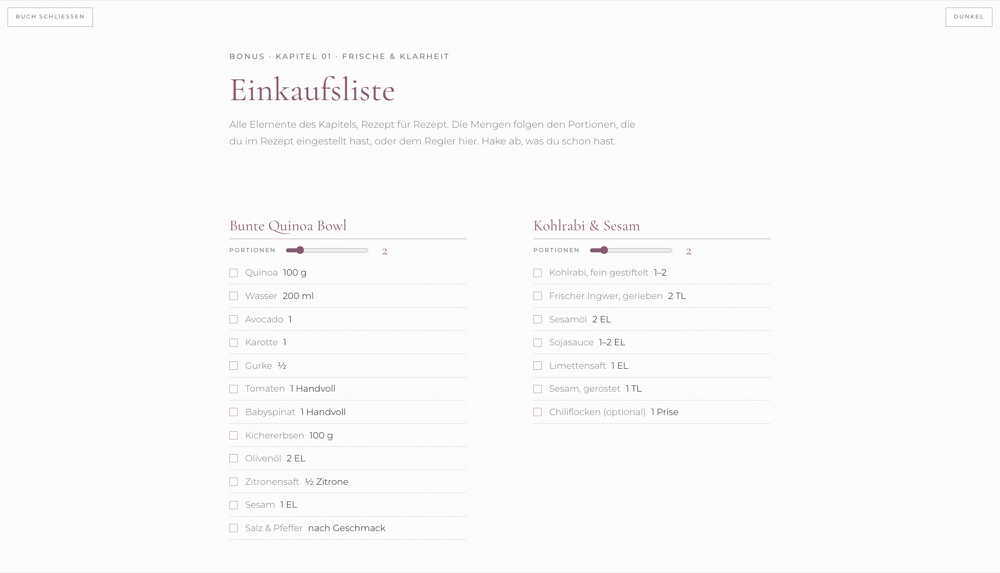 BUCH SCHLIESSEN
DUNKEL
BONUS · KAPITEL 01 · FRISCHE & KLARHEIT
Einkaufsliste
Alle Elemente des Kapitels, Rezept für Rezept. Die Mengen folgen den Portionen, die
du im Rezept eingestellt hast, oder dem Regler hier. Hake ab, was du schon hast.
Bunte Quinoa Bowl
PORTIONEN 2
Quinoa 100 g
Wasser 200 ml
Avocado 1
Karotte 1
Gurke ½
Tomaten 1 Handvoll
Babyspinat 1 Handvoll
Kichererbsen 100 g
Olivenöl 2 EL
Zitronensaft ½ Zitrone
Sesam 1 EL
Salz & Pfeffer nach Geschmack
Kohlrabi & Sesam
PORTIONEN 2
Kohlrabi, fein gestiftelt 1–2
Frischer Ingwer, gerieben 2 TL
Sesamöl 2 EL
Sojasauce 1–2 EL
Limettensaft 1 EL
Sesam, geröstet 1 TL
Chiliflocken (optional) 1 Prise